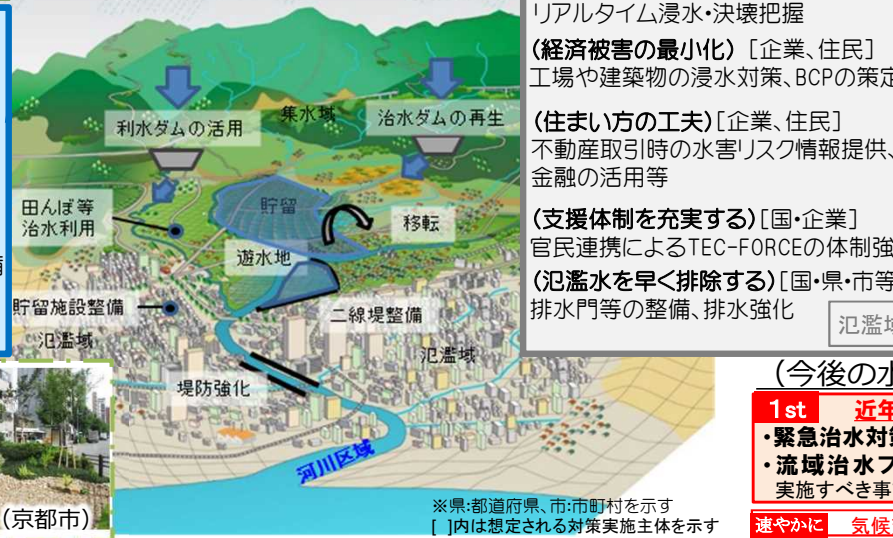 利水ダムの活用
集水域
治水ダムの再生
田んぼ等
治水利用
貯留
移転
遊水地
貯留施設整備
二線堤整備
氾濫域
氾濫域
堤防強化
河川区域
(京都市)
※県:都道府県、市:市町村を示す
[ ]内は想定される対策実施主体を示す
リアルタイム浸水・決壊把握
(経済被害の最小化) [企業、住民]
工場や建築物の浸水対策、BCPの策定
(住まい方の工夫)[企業、住民]
不動産取引時の水害リスク情報提供、
金融の活用等
(支援体制を充実する)[国・企業]
官民連携によるTEC-FORCEの体制強
(氾濫水を早く排除する)[国・県・市等
排水門等の整備、排水強化
氾濫域
(今後の水
1st 近年
・緊急治水対策
・流域治水プ
実施すべき事
速やかに 気候